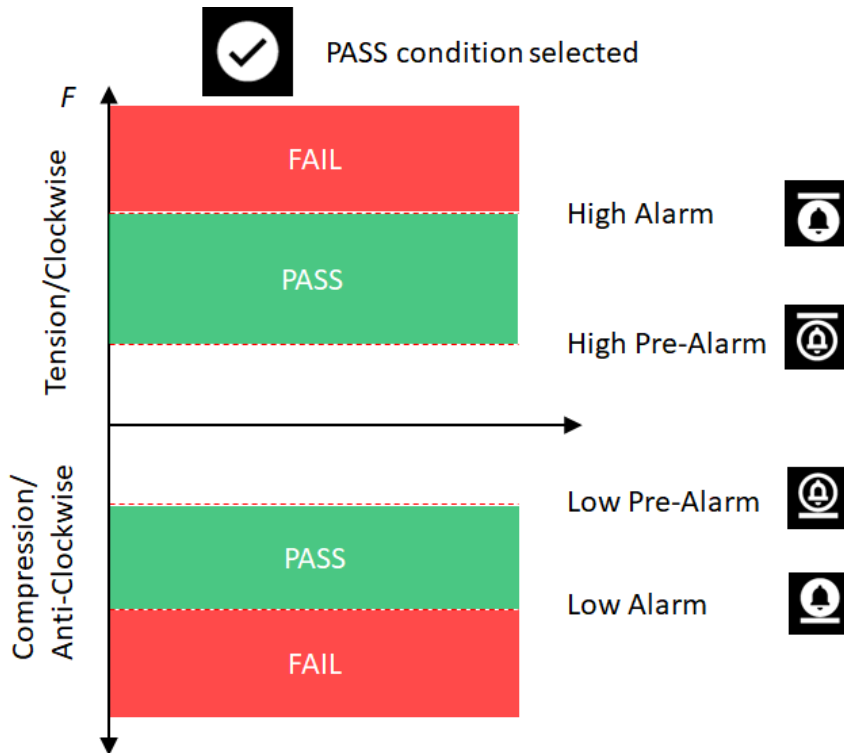 PASS condition selected
F
Tension/Clockwise
FAIL
High Alarm
PASS
High Pre-Alarm
Compression/
Anti-Clockwise
Low Pre-Alarm
PASS
Low Alarm
FAIL